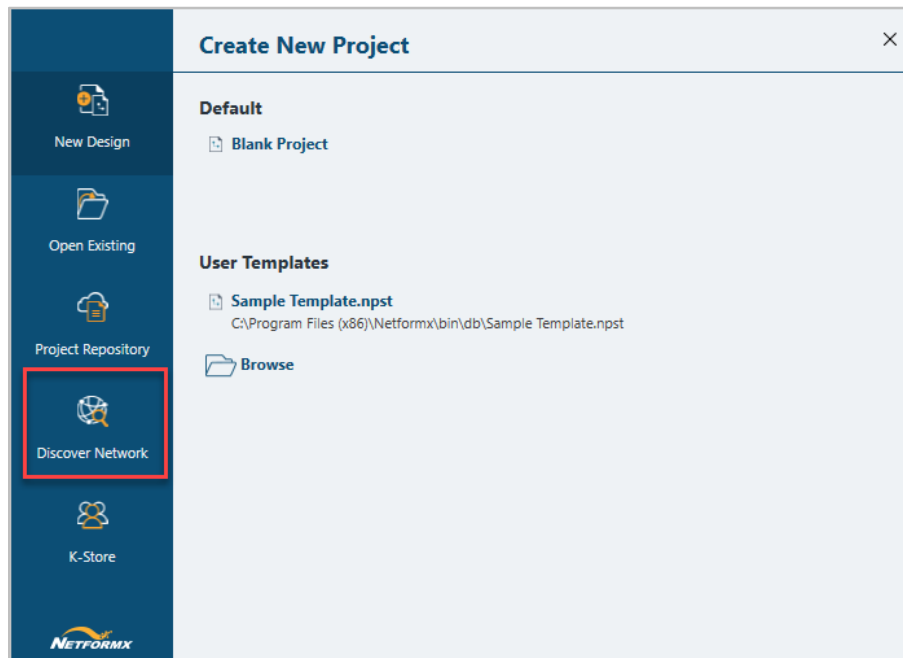 Create New Project
New Design
Open Existing
Project Repository
Discover Network
K-Store
NETFORMX
Default
Blank Project
User Templates
Sample Template.npst
C:\Program Files (x86)\Netformx\bin\db\Sample Template.npst
Browse